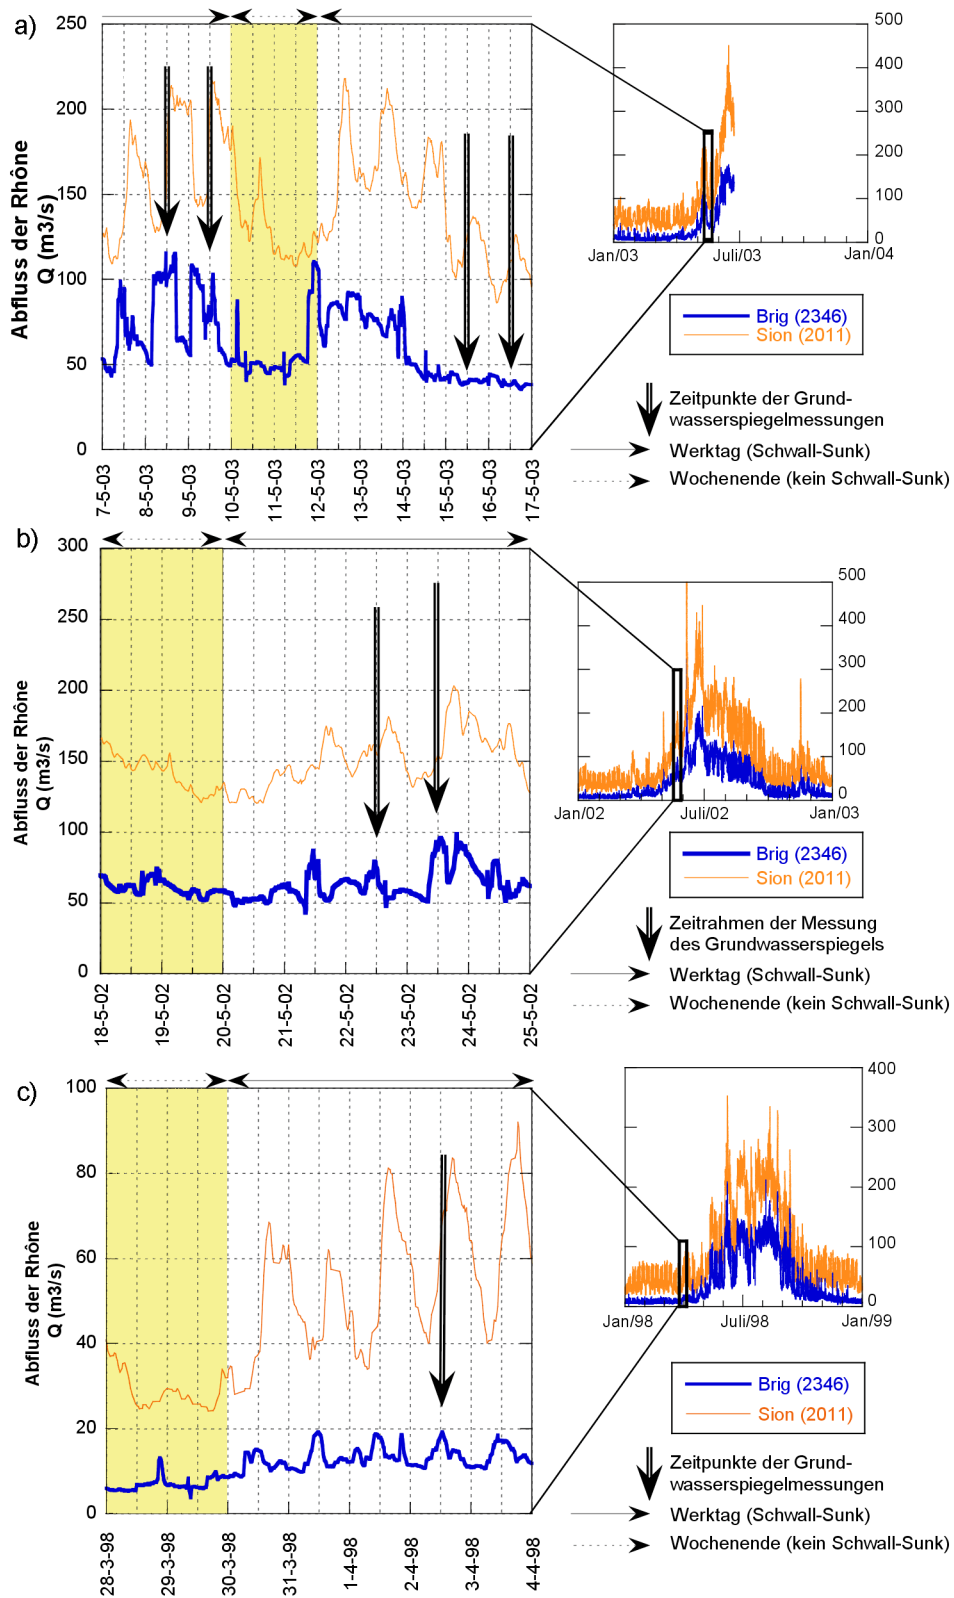 a)
250
200
150
100
50
0
Abfluss der Rhône
Q (m3/s)
7-5-03
8-5-03
9-5-03
10-5-03
11-5-03
12-5-03
13-5-03
14-5-03
15-5-03
16-5-03
17-5-03
500
400
300
200
100
0
Jan/03
Juli/03
Jan/04
Brig (2346)
Sion (2011)
Zeitpunkte der Grund-
wasserspiegelmessungen
Werktag (Schwall-Sunk)
Wochenende (kein Schwall-Sunk)
b)
300
250
200
150
100
50
0
Abfluss der Rhône
Q (m3/s)
18-5-02
19-5-02
20-5-02
21-5-02
22-5-02
23-5-02
24-5-02
25-5-02
500
400
300
200
100
0
Jan/02
Juli/02
Jan/03
Brig (2346)
Sion (2011)
Zeitrahmen der Messung
des Grundwasserspiegels
Werktag (Schwall-Sunk)
Wochenende (kein Schwall-Sunk)
c)
100
80
60
40
20
0
Abfluss der Rhône
Q (m3/s)
28-3-98
29-3-98
30-3-98
31-3-98
1-4-98
2-4-98
3-4-98
4-4-98
400
300
200
100
0
Jan/98
Juli/98
Jan/99
Brig (2346)
Sion (2011)
Zeitpunkte der Grund-
wasserspiegelmessungen
Werktag (Schwall-Sunk)
Wochenende (kein Schwall-Sunk)